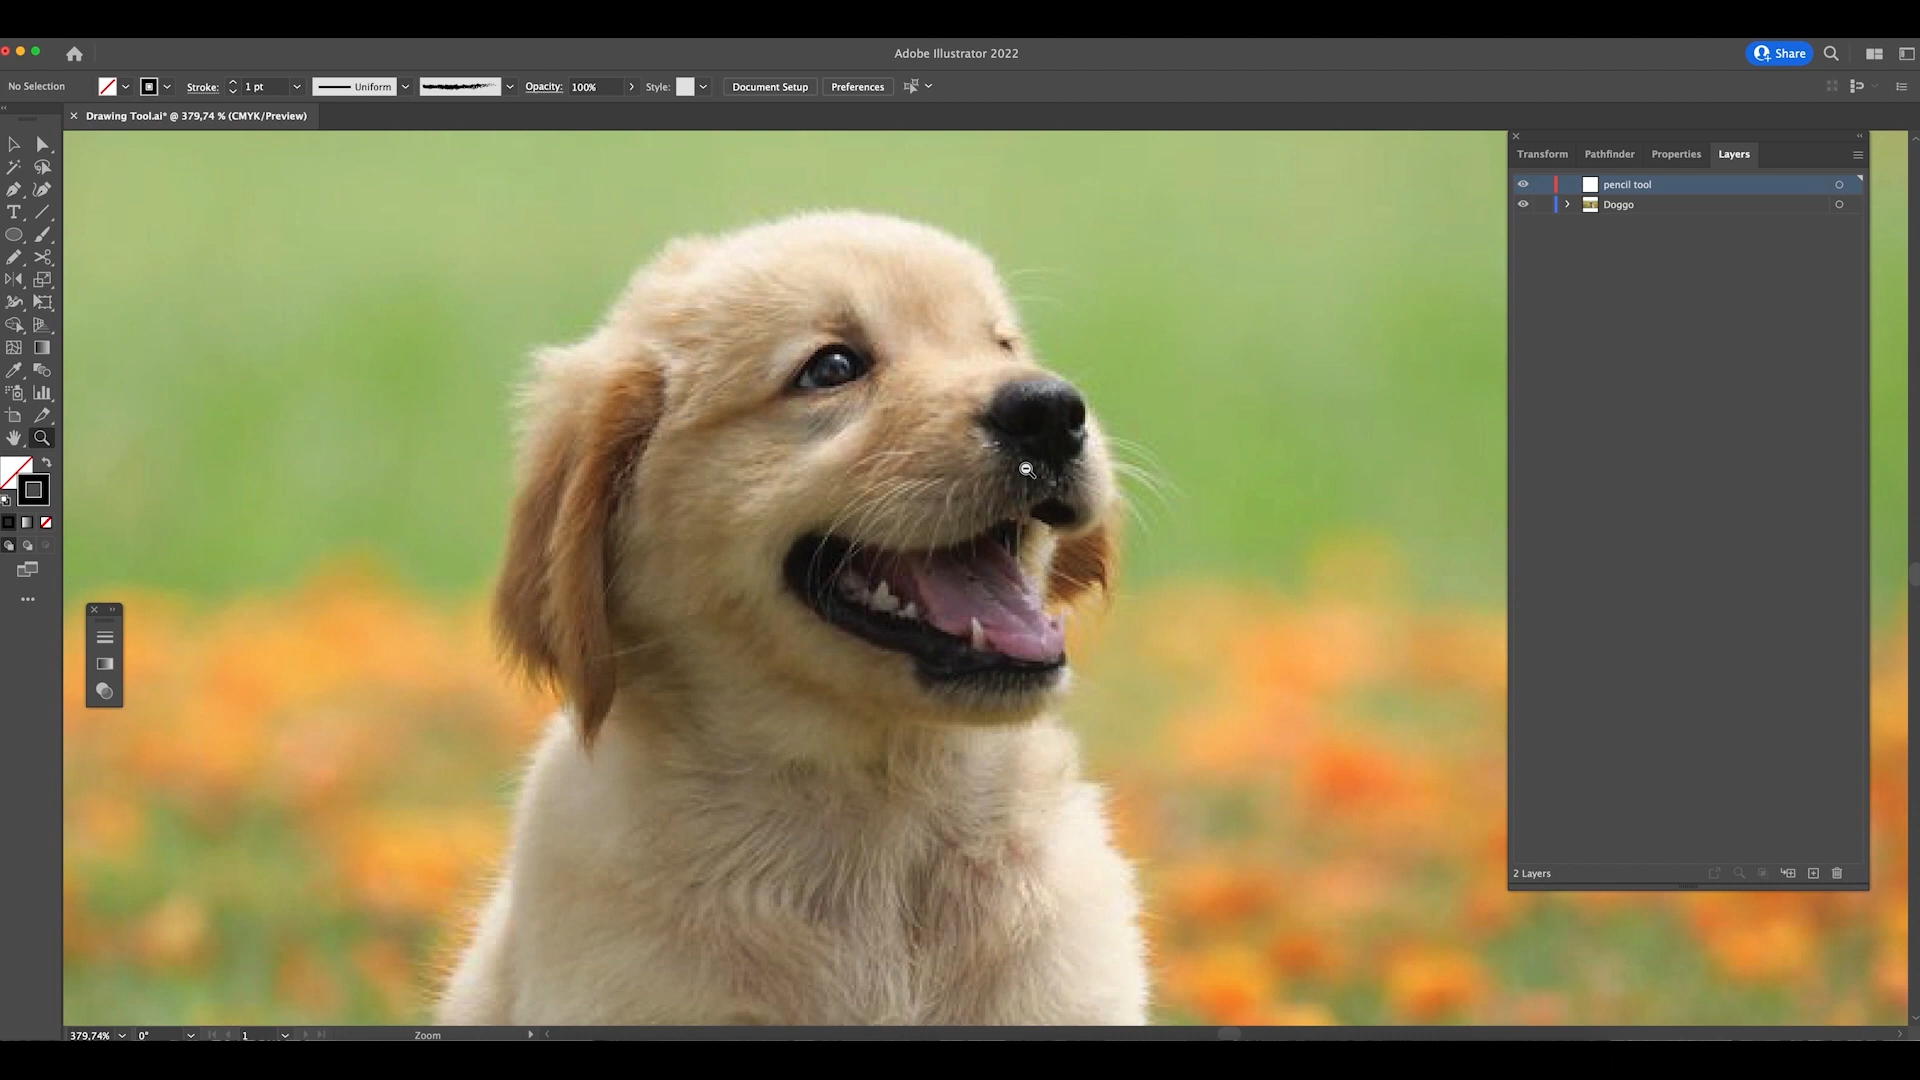 Adobe Illustrator 2022
Share
No Selection
Stroke:
1 pt
Uniform
Opacity:
100%
Style:
Document Setup
Preferences
Drawing Tool.ai* @ 379,74 % (CMYK/Preview)
Transform
Pathfinder
Properties
Layers
pencil tool
Doggo
2 Layers
379,74%
0°
1
Zoom